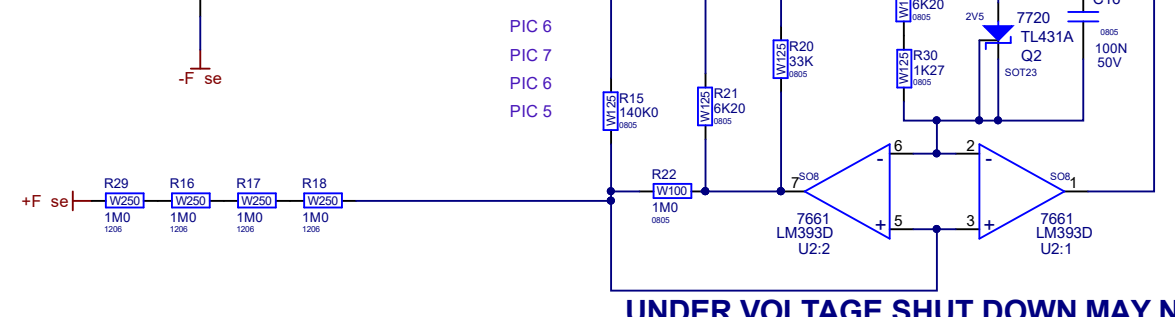 PIC 6
PIC 7
PIC 6
PIC 5
-F se
+F se
R29
W250
1M0
1206
R16
W250
1M0
1206
R17
W250
1M0
1206
R18
W250
1M0
1206
R15
W125
140K0
0805
R21
W125
6K20
0805
R20
W125
33K
0805
R22
W100
1M0
0805
6K20
0805
R30
W125
1K27
0805
2V5
7720
TL431A
Q2
SOT23
0805
100N
50V
6
5
7
SO8
-
+
7661
LM393D
U2:2
2
3
1
SO8
-
+
7661
LM393D
U2:1
UNDER VOLTAGE SHUT DOWN MAY